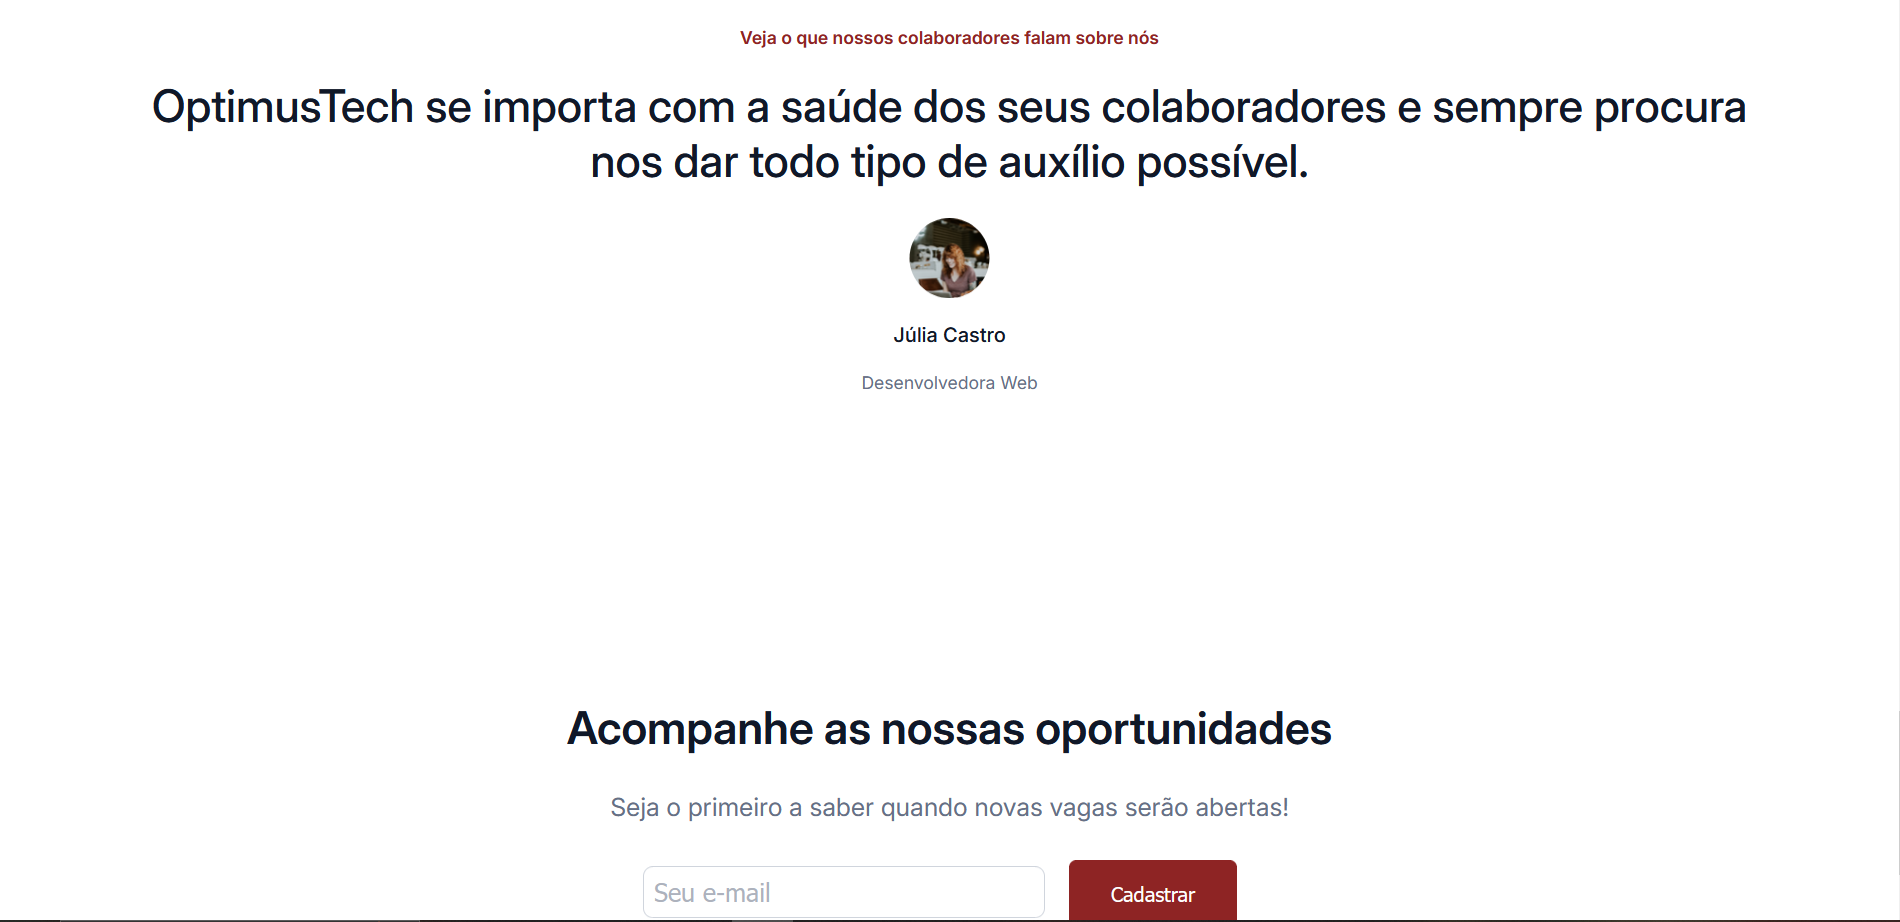 Veja o que nossos colaboradores falam sobre nós
OptimusTech se importa com a saúde dos seus colaboradores e sempre procura
nos dar todo tipo de auxílio possível.
Júlia Castro
Desenvolvedora Web
Acompanhe as nossas oportunidades
Seja o primeiro a saber quando novas vagas serão abertas!
Seu e-mail
Cadastrar